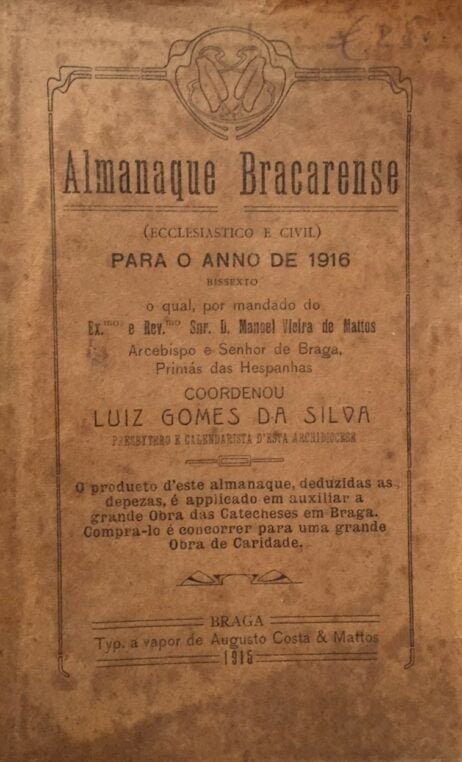 Almanaque Bracarense
(ECCLESIASTICO E CIVIL)
PARA O ANNO DE 1916
BISSEXTO
o qual, por mandado do
Ex.mo e Rev.mo Snr. D. Manoel Vieira de Mattos
Arcebispo e Senhor de Braga,
Primás das Hespanhas
COORDENOU
LUIZ GOMES DA SILVA
PRESBYTERO E CALENDARISTA D'ESTA ARCHIDIOCESE
O producto d'este almanaque, deduzidas as
depezas, é applicado em auxiliar a
grande Obra das Catecheses em Braga.
Compra-lo é concorrer para uma grande
Obra de Caridade.
BRAGA
Typ. a vapor de Augusto Costa & Mattos
1915